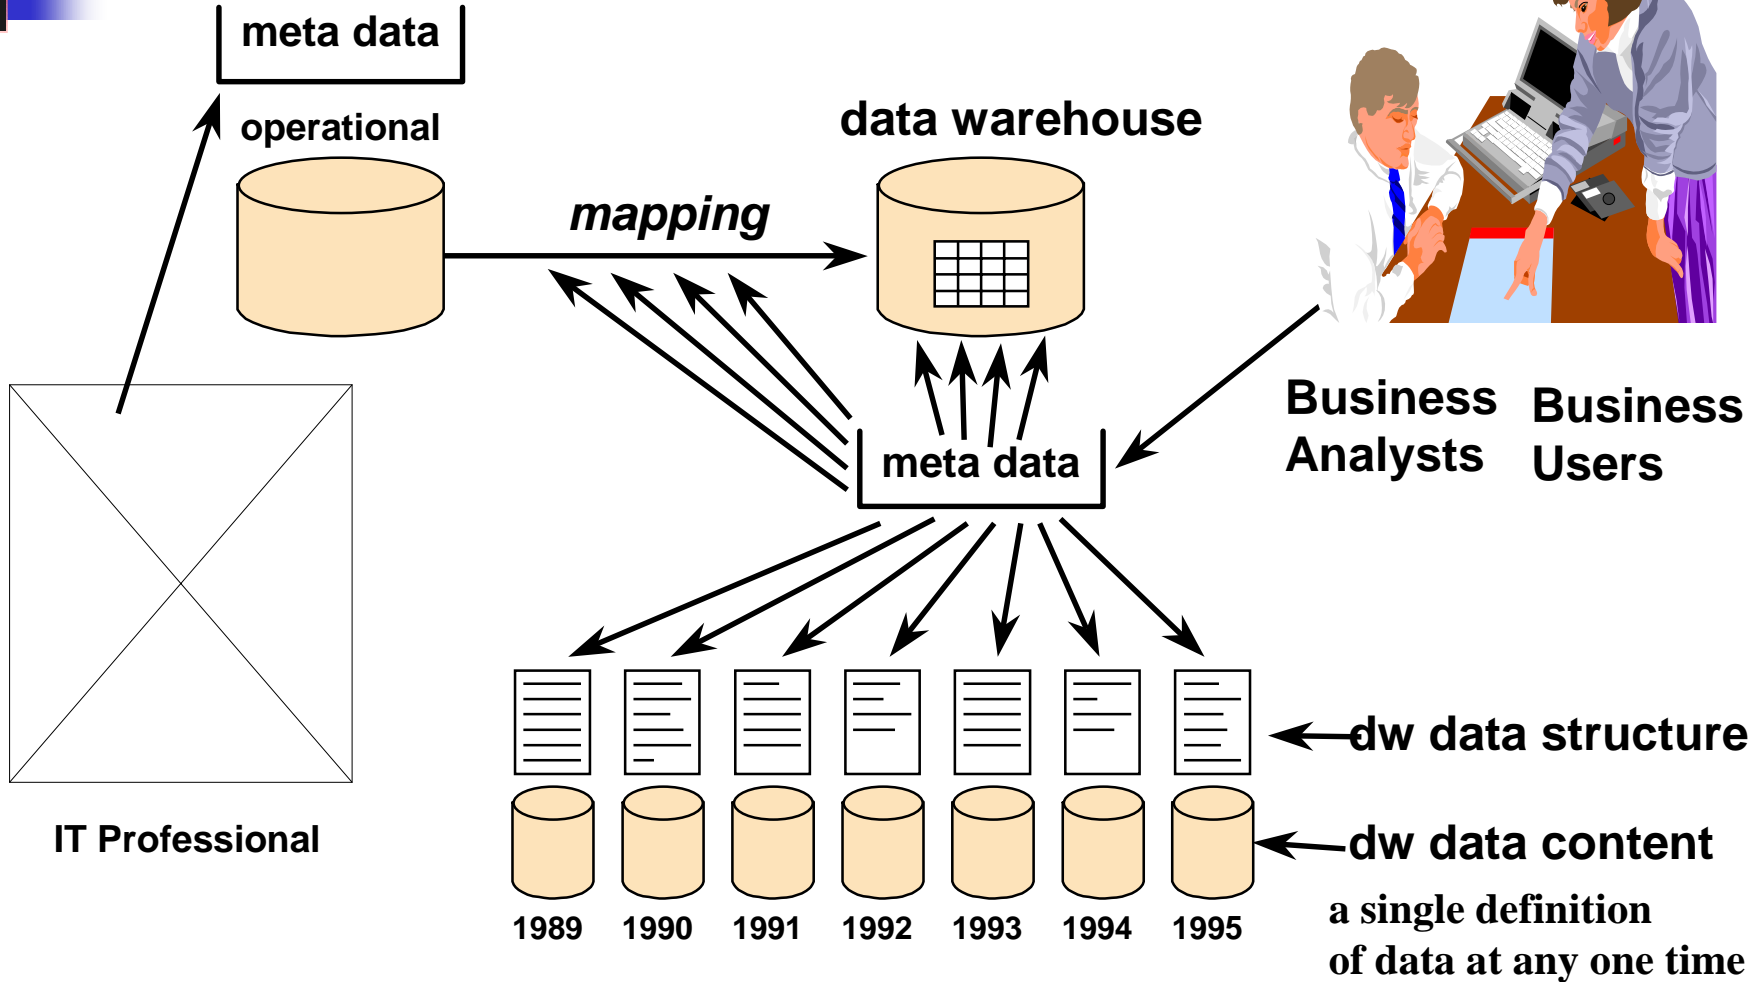 meta data
operational
data warehouse
mapping
Business
Analysts
Business
Users
meta data
dw data structure
IT Professional
dw data content
1989 1990 1991 1992 1993 1994 1995
a single definition
of data at any one time